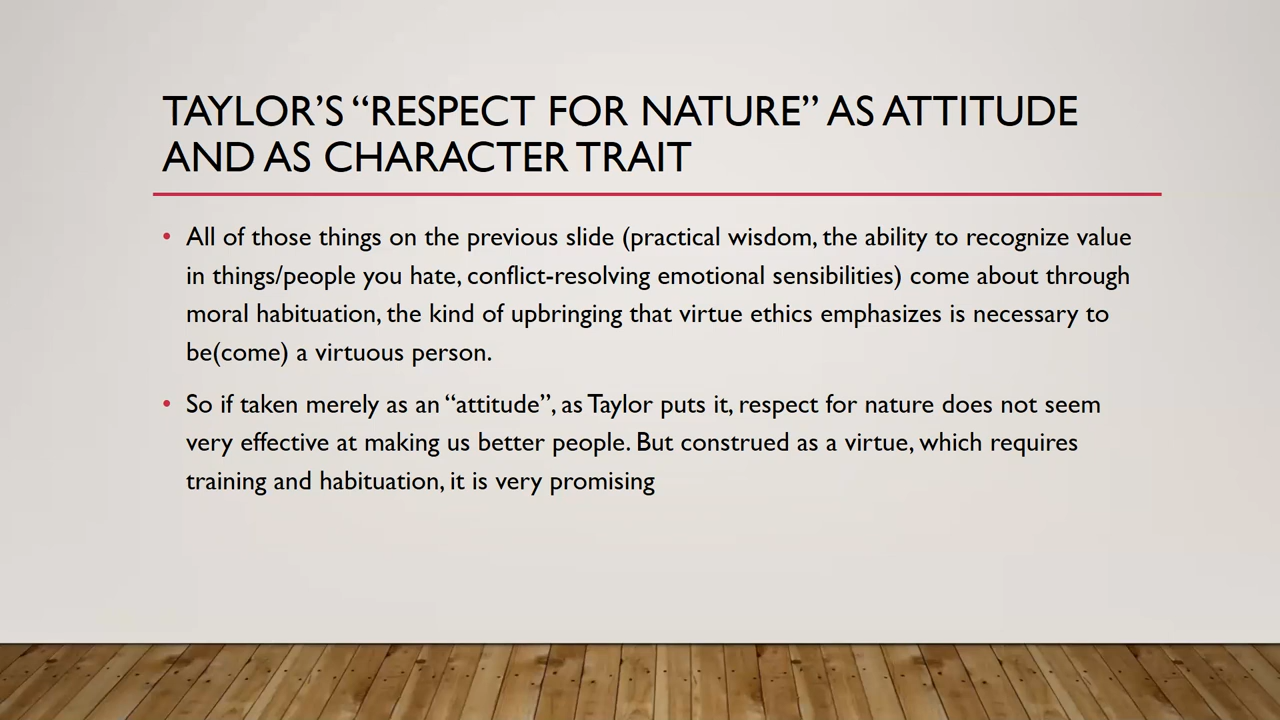 TAYLOR’S “RESPECT FOR NATURE” AS ATTITUDE
AND AS CHARACTER TRAIT
• All of those things on the previous slide (practical wisdom, the ability to recognize value
in things/people you hate, conflict-resolving emotional sensibilities) come about through
moral habituation, the kind of upbringing that virtue ethics emphasizes is necessary to
be(come) a virtuous person.
• So if taken merely as an “attitude”, as Taylor puts it, respect for nature does not seem
very effective at making us better people. But construed as a virtue, which requires
training and habituation, it is very promising